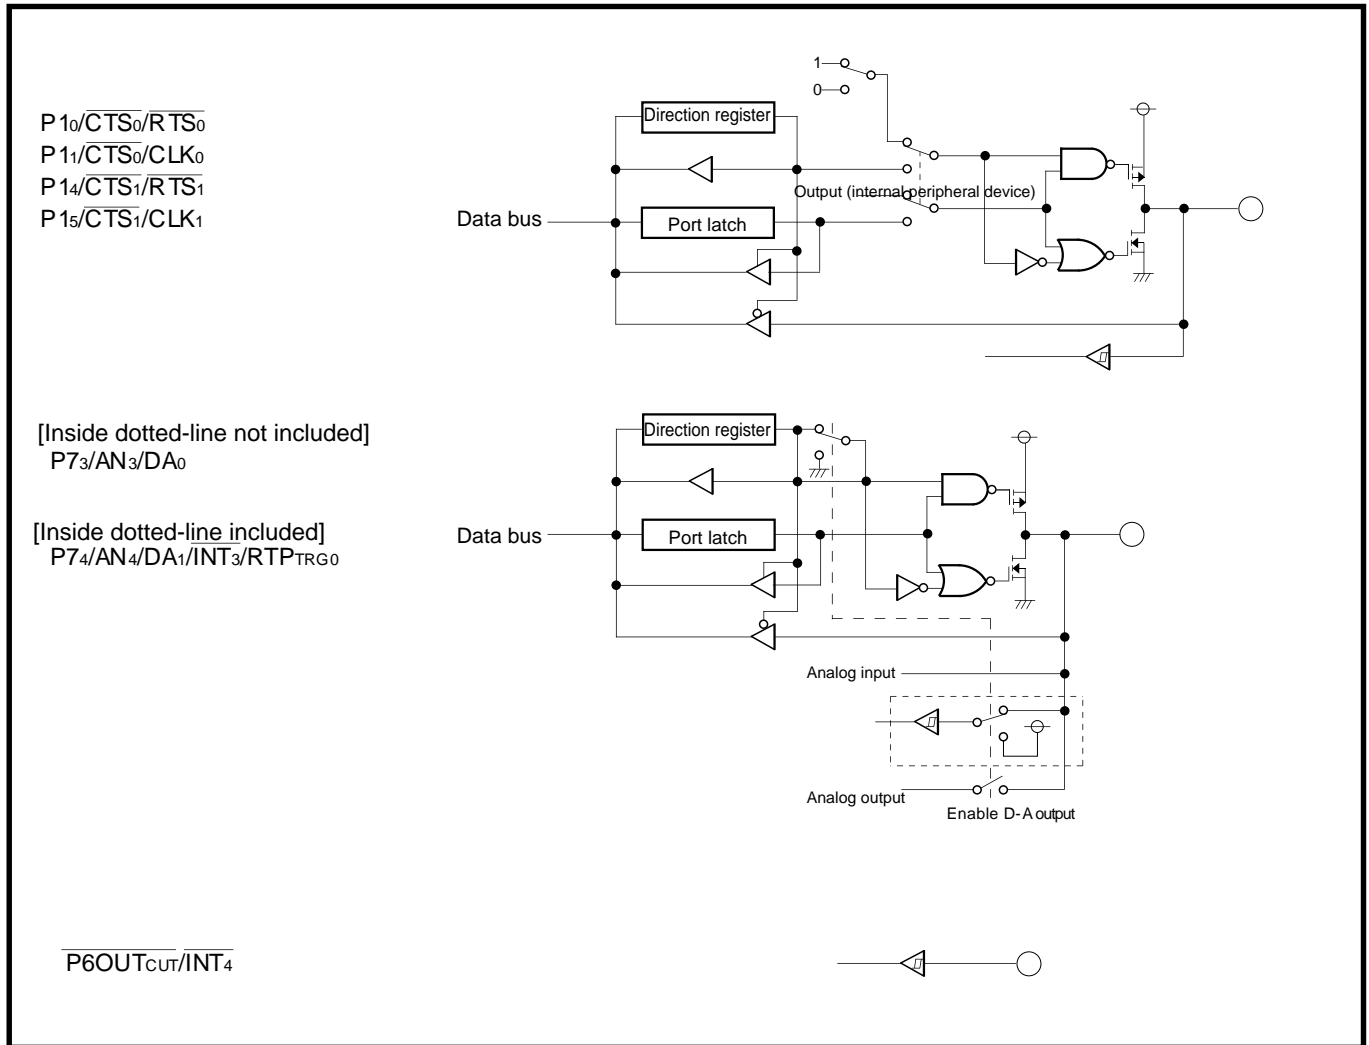 1
0
P10/CTS0/RTS0
P11/CTS0/CLK0
P14/CTS1/RTS1
P15/CTS1/CLK1
Direction register
Output (internal peripheral device)
Data bus
Port latch
[Inside dotted-line not included]
P73/AN3/DA0
Direction register
[Inside dotted-line included]
P74/AN4/DA1/INT3/RTPTRG0
Data bus
Port latch
Analog input
Analog output
Enable D-A output
P6OUTCUT/INT4